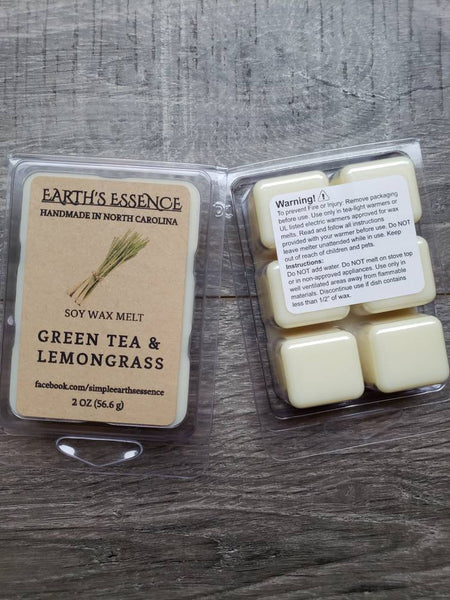 EARTH'S ESSENCE
HANDMADE IN NORTH CAROLINA
SOY WAX MELT
GREEN TEA &
LEMONGRASS
facebook.com/simpleearthsessence
2 OZ (56.6 g)
Warning!
To prevent Fire or Injury: Remove packaging
before use. Use only in tea-light warmers or
UL listed electric warmers approved for wax
melts. Read and follow all instructions
provided with your warmer before use. Do NOT
leave melter unattended while in use. Keep
out of reach of children and pets.
Instructions:
Do NOT add water. Do NOT melt on stove top
or in non-approved appliances. Use only in
well ventilated areas away from flammable
materials. Discontinue use if dish contains
less than 1/2" of wax.